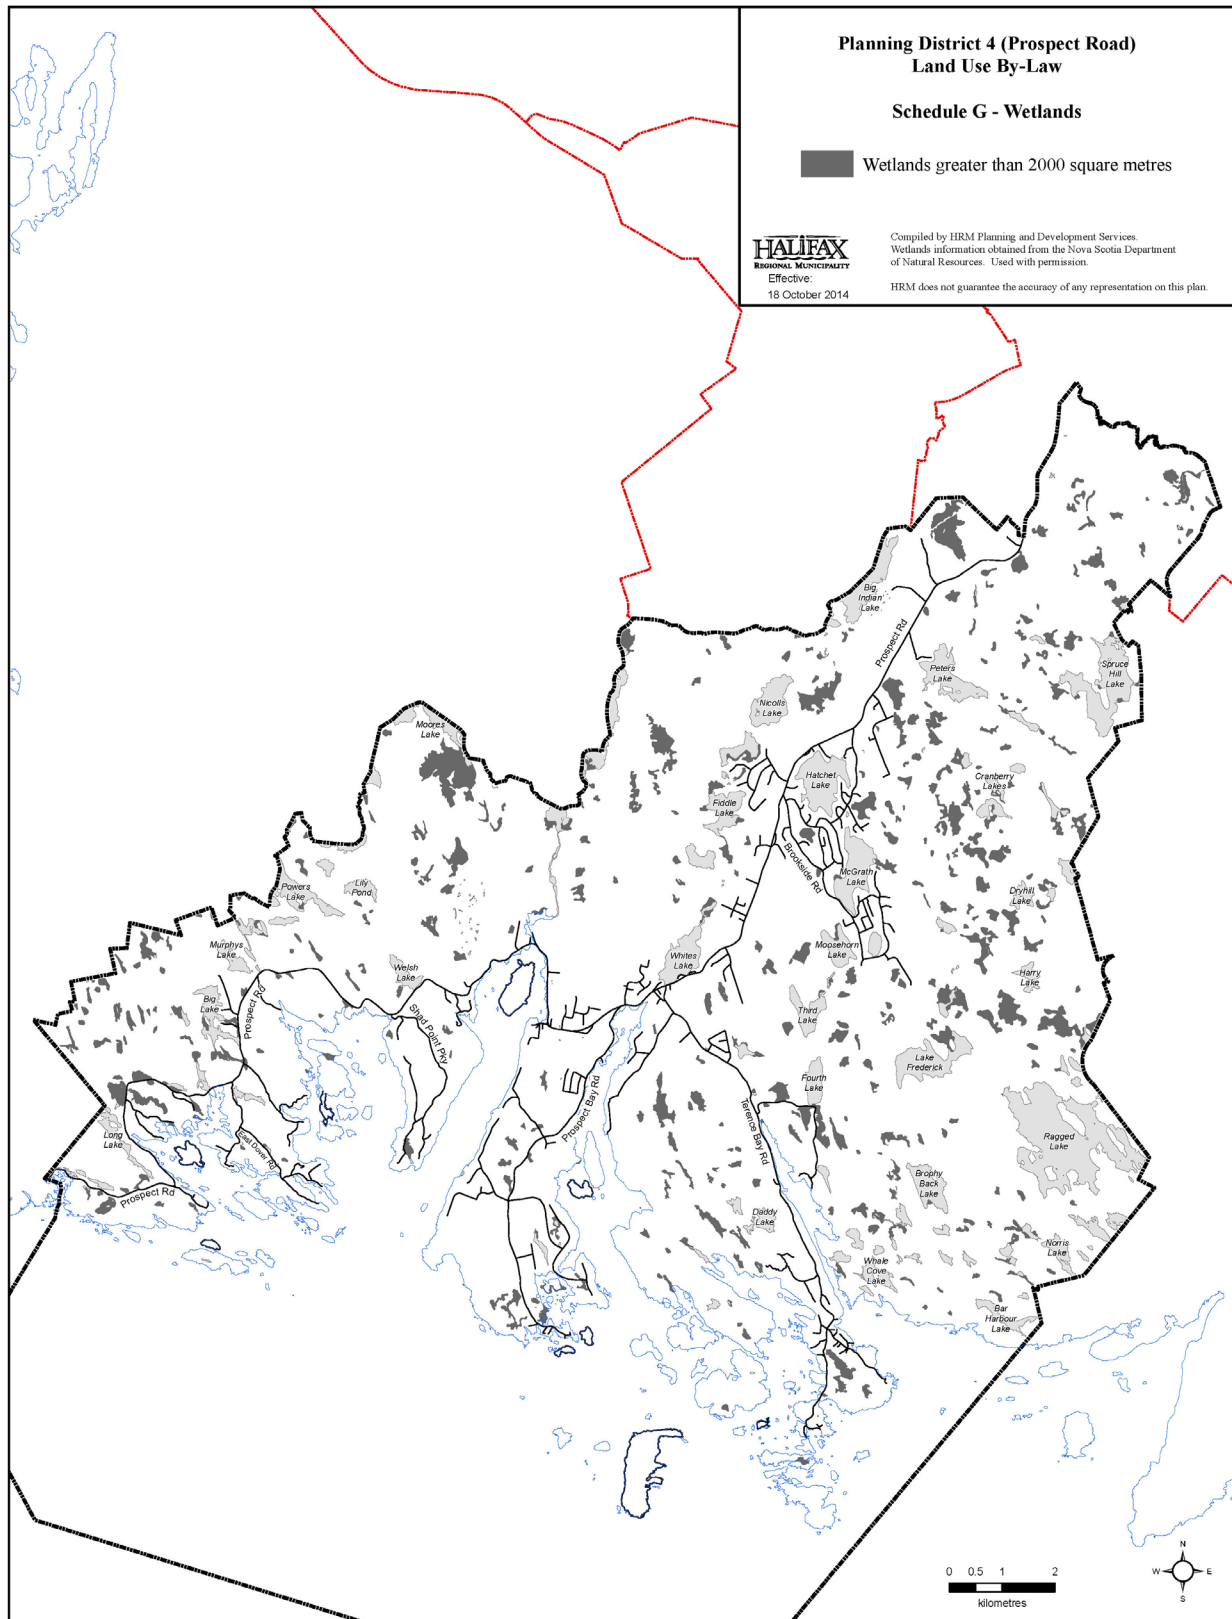 Planning District 4 (Prospect Road)
Land Use By-Law
Schedule G - Wetlands
Wetlands greater than 2000 square metres
HALIFAX
REGIONAL MUNICIPALITY
Effective:
18 October 2014
Compiled by HRM Planning and Development Services.
Wetlands information obtained from the Nova Scotia Department
of Natural Resources. Used with permission.
HRM does not guarantee the accuracy of any representation on this plan.
Big
Indian
Lake
Prospect Rd
Peters
Lake
Spruce
Hill
Lake
Nicolls
Lake
Moores
Lake
Hatchet
Lake
Cranberry
Lakes
Fiddle
Lake
Brookside Rd
McGrath
Lake
Powers
Lake
Lily
Pond
Dryhill
Lake
Murphys
Lake
Moosehorn
Lake
Whites
Lake
Welsh
Lake
Harry
Lake
Big
Lake
Prospect Rd
Shad Point Pky
Third
Lake
Lake
Frederick
Fourth
Lake
Prospect Bay Rd
Terence Bay Rd
Long
Lake
East Dover Rd
Ragged
Lake
Brophy
Back
Lake
Prospect Rd
Daddy
Lake
Norris
Lake
Whale
Cove
Lake
Bar
Harbour
Lake
N
W E
S
0 0.5 1 2
kilometres